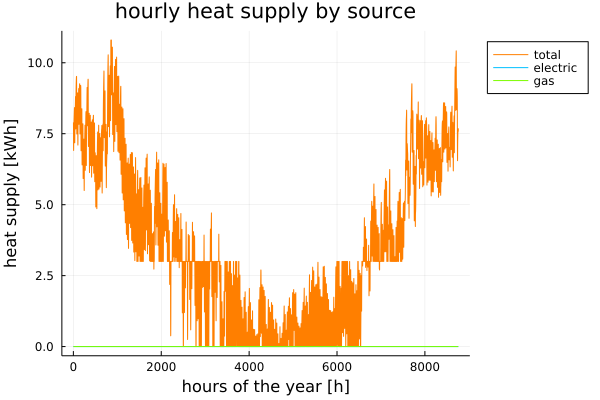 hourly heat supply by source
heat supply [kWh]
10.0
7.5
5.0
2.5
0.0
0
2000
4000
6000
8000
hours of the year [h]
total
electric
gas